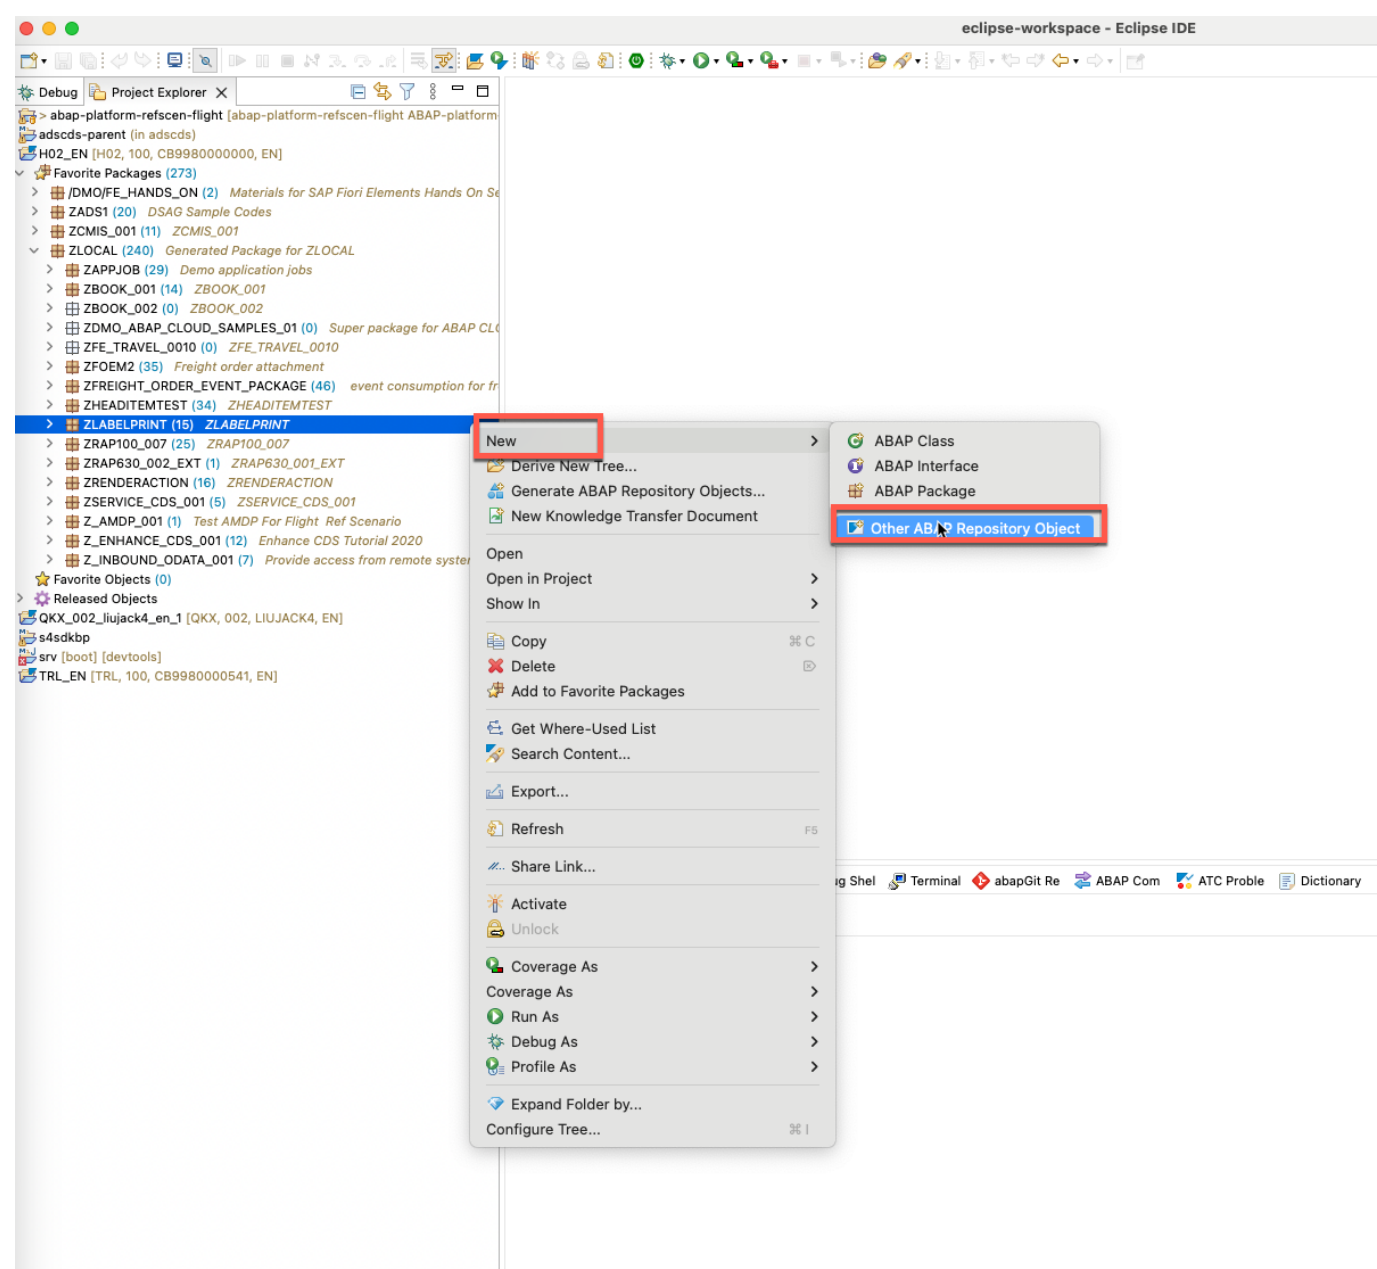 eclipse-workspace - Eclipse IDE
Debug
Project Explorer
> abap-platform-refscen-flight [abap-platform-refscen-flight ABAP-platform
adscds-parent (in adscds)
H02_EN [H02, 100, CB9980000000, EN]
Favorite Packages (273)
/DMO/FE_HANDS_ON (2) Materials for SAP Fiori Elements Hands On Se
ZADS1 (20) DSAG Sample Codes
ZCMIS_001 (11) ZCMIS_001
ZLOCAL (240) Generated Package for ZLOCAL
ZAPPJOB (29) Demo application jobs
ZBOOK_001 (14) ZBOOK_001
ZBOOK_002 (0) ZBOOK_002
ZDMO_ABAP_CLOUD_SAMPLES_01 (0) Super package for ABAP CL
ZFE_TRAVEL_0010 (0) ZFE_TRAVEL_0010
ZFOEM2 (35) Freight order attachment
ZFREIGHT_ORDER_EVENT_PACKAGE (46) event consumption for fr
ZHEADITEMTEST (34) ZHEADITEMTEST
ZLABELPRINT (15) ZLABELPRINT
ZRAP100_007 (25) ZRAP100_007
ZRAP630_002_EXT (1) ZRAP630_001_EXT
ZRENDERACTION (16) ZRENDERACTION
ZSERVICE_CDS_001 (5) ZSERVICE_CDS_001
Z_AMDP_001 (1) Test AMDP For Flight Ref Scenario
Z_ENHANCE_CDS_001 (12) Enhance CDS Tutorial 2020
Z_INBOUND_ODATA_001 (7) Provide access from remote syster
Favorite Objects (0)
Released Objects
QKX_002_liujack4_en_1 [QKX, 002, LIUJACK4, EN]
s4sdkbp
srv [boot] [devtools]
TRL_EN [TRL, 100, CB9980000541, EN]
New
Derive New Tree...
Generate ABAP Repository Objects...
New Knowledge Transfer Document
Open
Open in Project
Show In
Copy ⌘ C
Delete ⌦
Add to Favorite Packages
Get Where-Used List
Search Content...
Export...
Refresh F5
Share Link...
Activate
Unlock
Coverage As
Coverage As
Run As
Debug As
Profile As
Expand Folder by...
Configure Tree... ⌘ I
ABAP Class
ABAP Interface
ABAP Package
Other ABAP Repository Object
ug Shel Terminal abapGit Re ABAP Com ATC Proble Dictionary